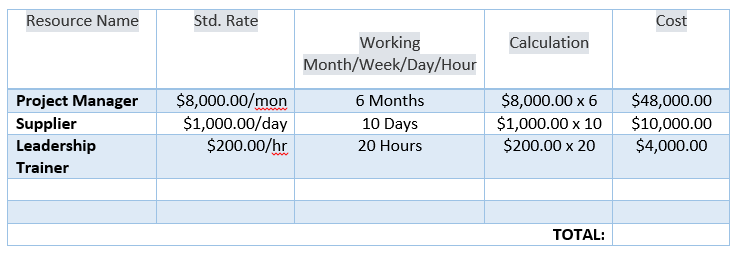 Resource Name Std. Rate Working Month/Week/Day/Hour Calculation Cost
Project Manager $8,000.00/mon 6 Months $8,000.00 x 6 $48,000.00
Supplier $1,000.00/day 10 Days $1,000.00 x 10 $10,000.00
Leadership $200.00/hr 20 Hours $200.00 x 20 $4,000.00
Trainer
TOTAL: